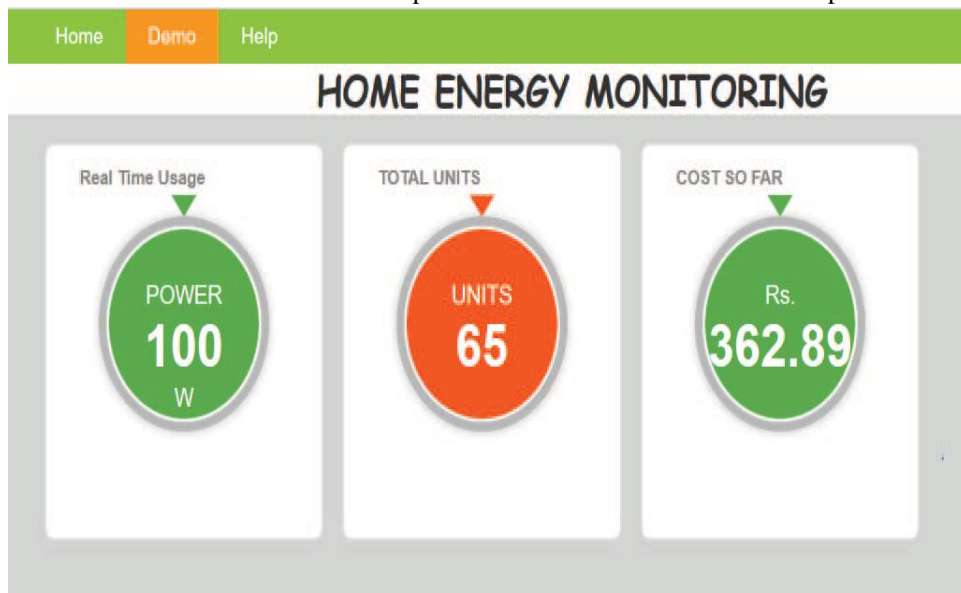 Home Demo Help
HOME ENERGY MONITORING
Real Time Usage
POWER
100
W
TOTAL UNITS
UNITS
65
COST SO FAR
Rs.
362.89